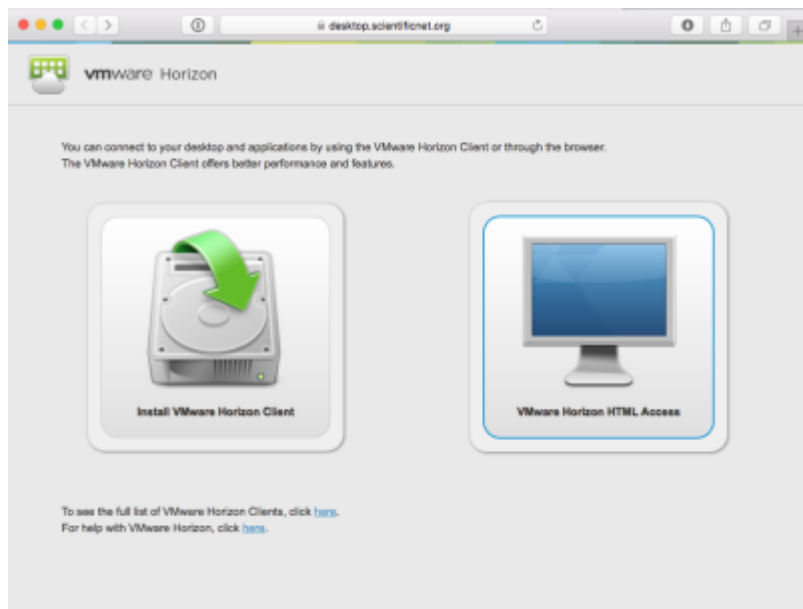 desktop.scientificnet.org
vmware Horizon
You can connect to your desktop and applications by using the VMware Horizon Client or through the browser.
The VMware Horizon Client offers better performance and features.
Install VMware Horizon Client
VMware Horizon HTML Access
To see the full list of VMware Horizon Clients, click here.
For help with VMware Horizon, click here.